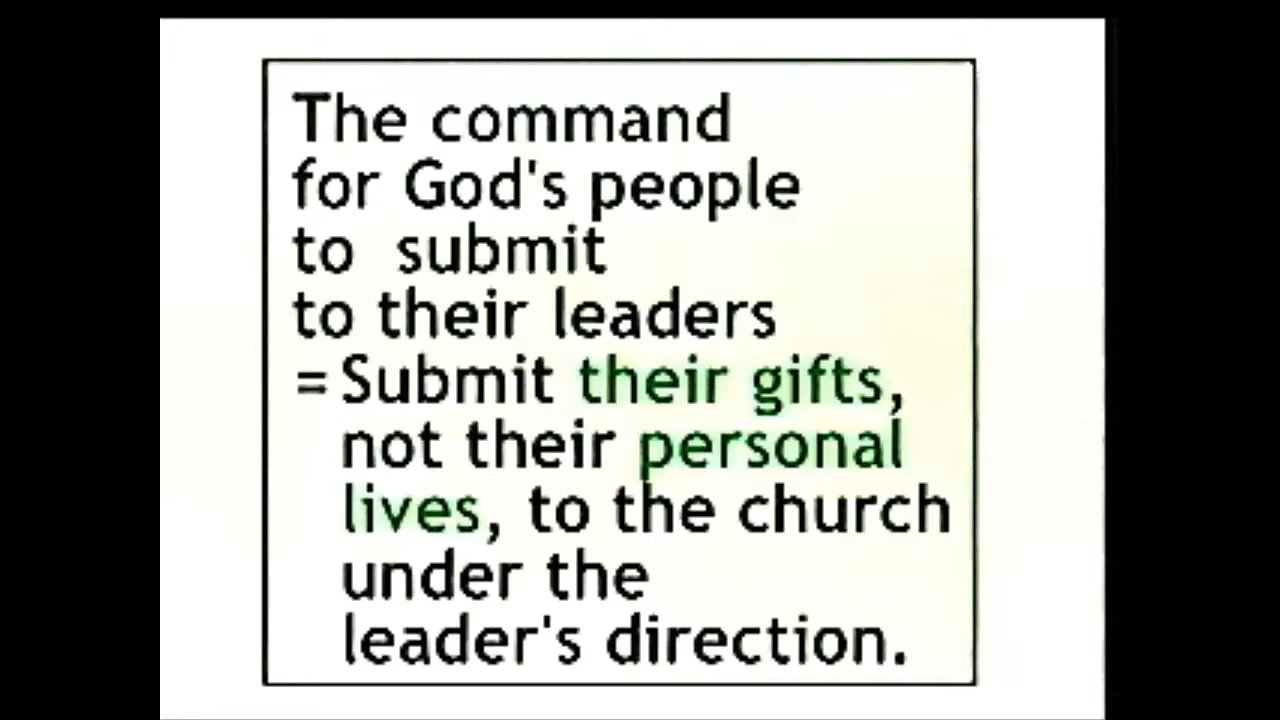 The command
for God's people
to submit
to their leaders
= Submit their gifts,
not their personal
lives, to the church
under the
leader's direction.